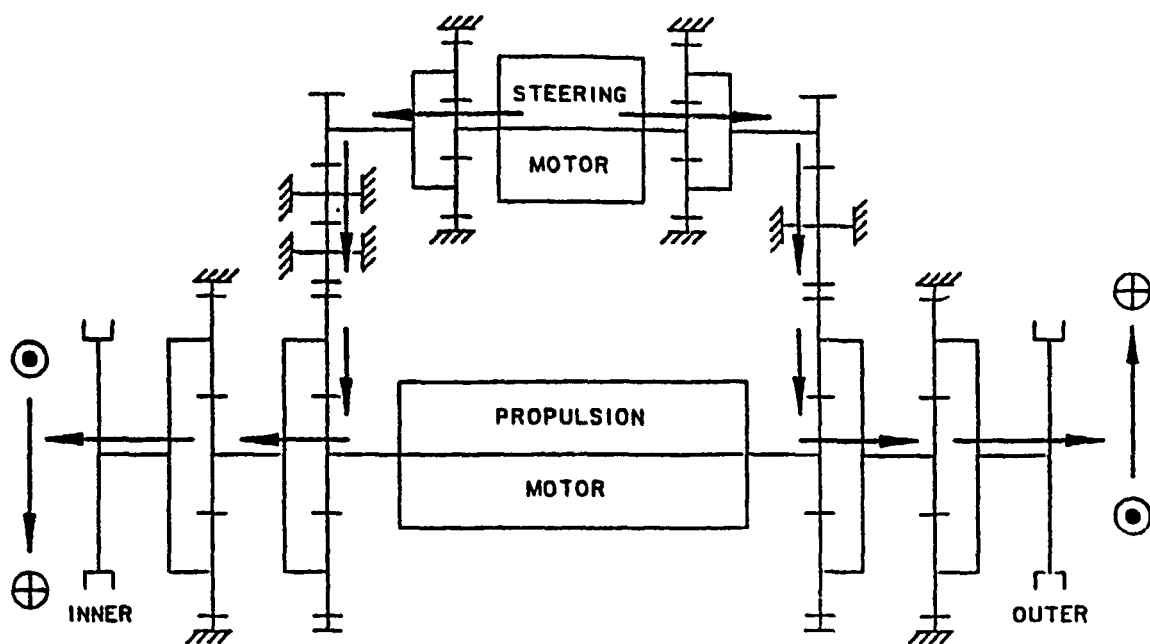 STEERING
MOTOR
PROPULSION
MOTOR
INNER
OUTER